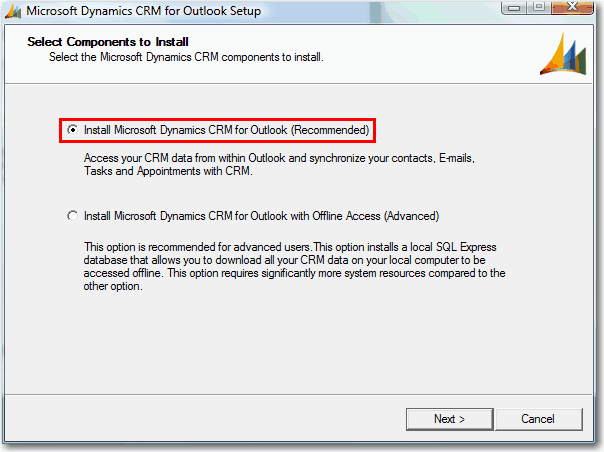 Microsoft Dynamics CRM for Outlook Setup
Select Components to Install
Select the Microsoft Dynamics CRM components to install.
Install Microsoft Dynamics CRM for Outlook (Recommended)
Access your CRM data from within Outlook and synchronize your contacts, E-mails,
Tasks and Appointments with CRM.
Install Microsoft Dynamics CRM for Outlook with Offline Access (Advanced)
This option is recommended for advanced users.This option installs a local SQL Express
database that allows you to download all your CRM data on your local computer to be
accessed offline. This option requires significantly more system resources compared to the
other option.
Next >
Cancel